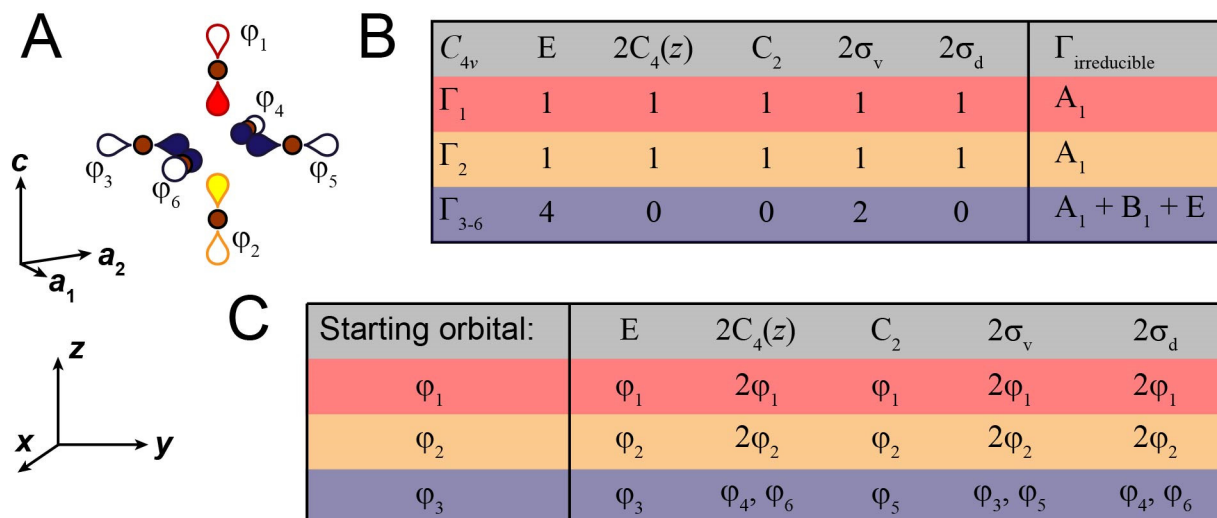 A
φ₁
φ₄
φ₃
φ₅
φ₆
φ₂
c
a₂
a₁
z
x
y
B
C₄ᵥ E 2C₄(z) C₂ 2σᵥ 2σ_d Γ_irreducible
Γ₁ 1 1 1 1 1 A₁
Γ₂ 1 1 1 1 1 A₁
Γ₃₋₆ 4 0 0 2 0 A₁ + B₁ + E
C
Starting orbital: E 2C₄(z) C₂ 2σᵥ 2σ_d
φ₁ φ₁ 2φ₁ φ₁ 2φ₁ 2φ₁
φ₂ φ₂ 2φ₂ φ₂ 2φ₂ 2φ₂
φ₃ φ₃ φ₄, φ₆ φ₅ φ₃, φ₅ φ₄, φ₆